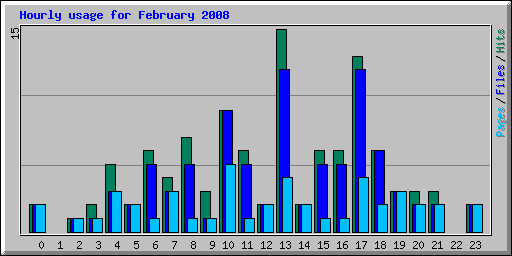 Hourly usage for February 2008
15
Pages / Files / Hits
0 1 2 3 4 5 6 7 8 9 10 11 12 13 14 15 16 17 18 19 20 21 22 23